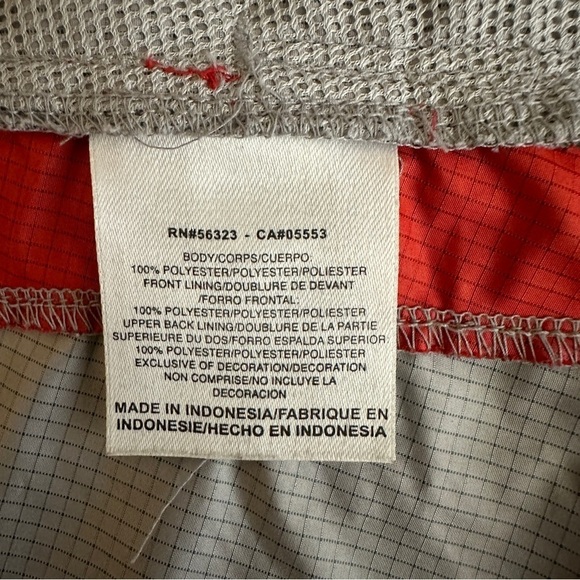 RN#56323 - CA#05553
BODY/CORPS/CUERPO:
100% POLYESTER/POLYESTER/POLIESTER
FRONT LINING/DOUBLURE DE DEVANT
/FORRO FRONTAL:
100% POLYESTER/POLYESTER/POLIESTER
UPPER BACK LINING/DOUBLURE DE LA PARTIE
SUPERIEURE DU DOS/FORRO ESPALDA SUPERIOR:
100% POLYESTER/POLYESTER/POLIESTER
EXCLUSIVE OF DECORATION/DECORATION
NON COMPRISE/NO INCLUYE LA
DECORACION
MADE IN INDONESIA/FABRIQUE EN
INDONESIE/HECHO EN INDONESIA